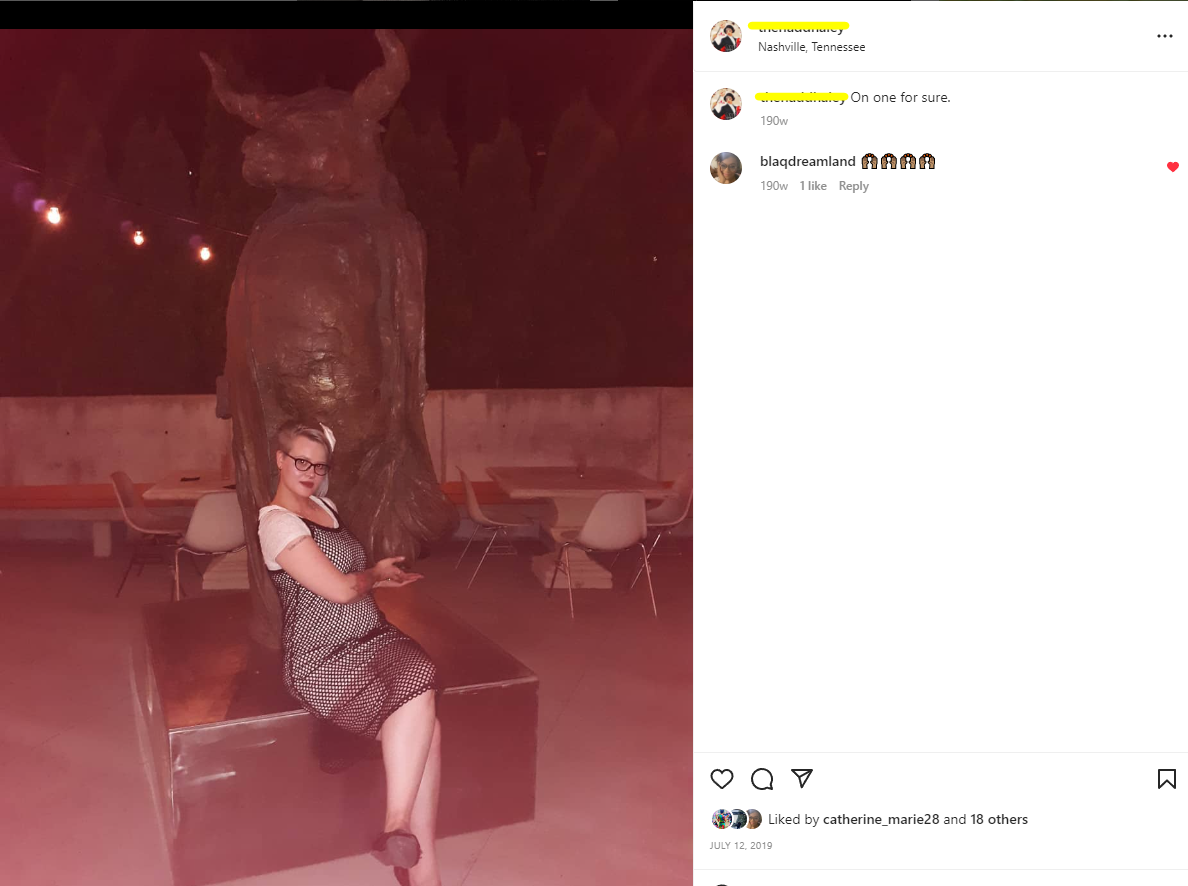 Nashville, Tennessee
On one for sure.
190w
blaqdreamland
190w 1 like Reply
Liked by catherine_marie28 and 18 others
JULY 12, 2019